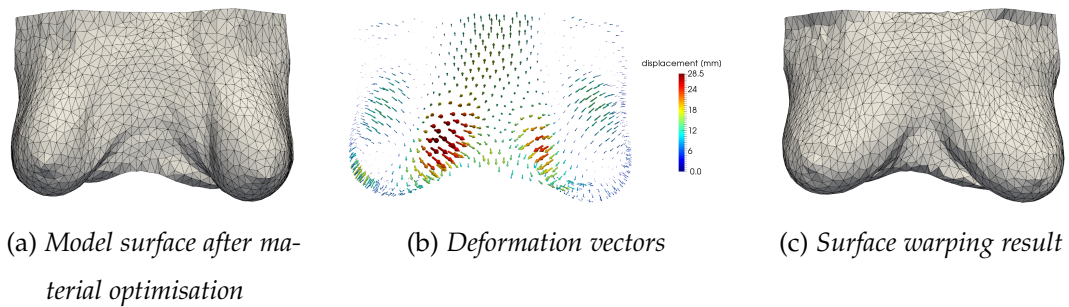 displacement (mm)
28.5
24
18
12
6
0.0
(a) Model surface after ma-
terial optimisation
(b) Deformation vectors
(c) Surface warping result